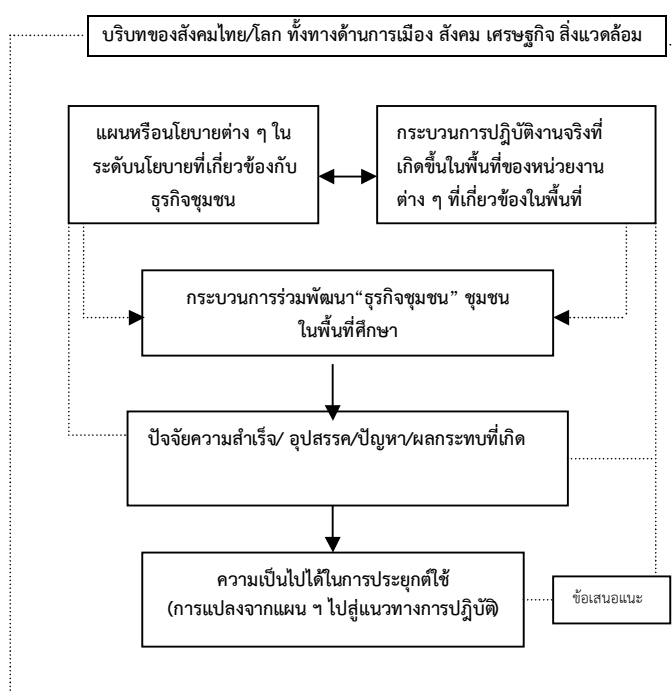 บริบทของสังคมไทย/โลก ทั้งทางด้านการเมือง สังคม เศรษฐกิจ สิ่งแวดล้อม
แผนหรือนโยบายต่าง ๆ ใน
ระดับนโยบายที่เกี่ยวข้องกับ
ธุรกิจชุมชน
กระบวนการปฎิบัติงานจริงที่
เกิดขึ้นในพื้นที่ของหน่วยงาน
ต่าง ๆ ที่เกี่ยวข้องในพื้นที่
กระบวนการร่วมพัฒนา“ธุรกิจชุมชน” ชุมชน
ในพื้นที่ศึกษา
ปัจจัยความสำเร็จ/ อุปสรรค/ปัญหา/ผลกระทบที่เกิด
ความเป็นไปได้ในการประยุกต์ใช้
(การแปลงจากแผน ฯ ไปสู่แนวทางการปฎิบัติ)
ข้อเสนอแนะ